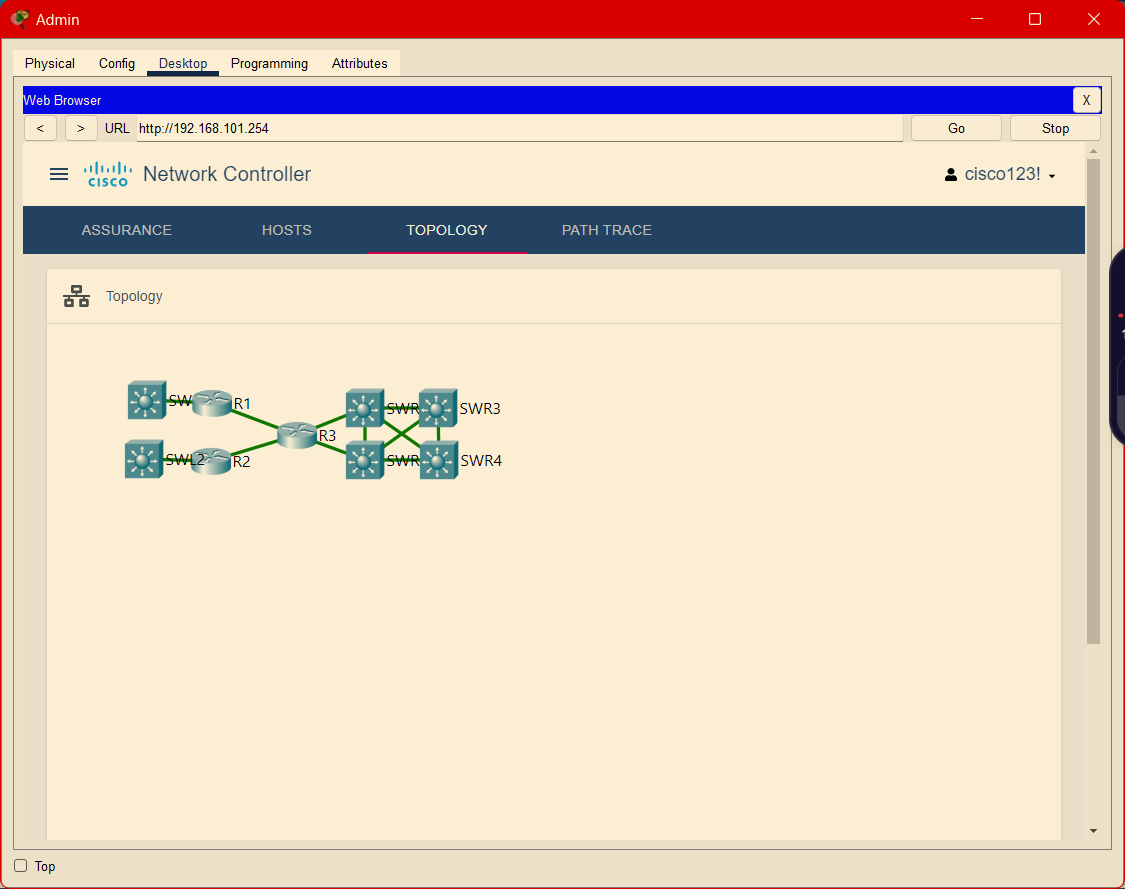 Admin
Physical Config Desktop Programming Attributes
Web Browser X
< > URL http://192.168.101.254 Go Stop
CISCO Network Controller cisco123!
ASSURANCE HOSTS TOPOLOGY PATH TRACE
Topology
SW R1 SWR SWR3
R3
SWL2 R2 SWR SWR4
Top